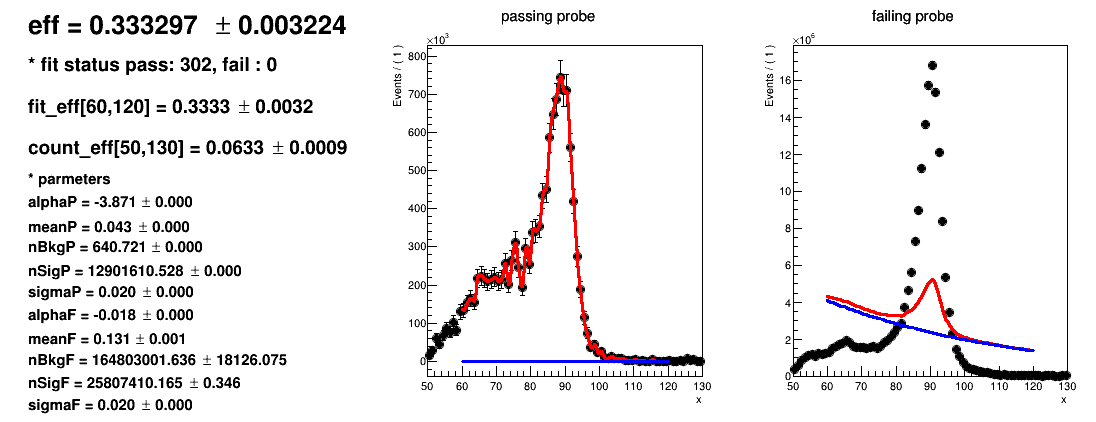 eff = 0.333297 ± 0.003224
* fit status pass: 302, fail : 0
fit_eff[60,120] = 0.3333 ± 0.0032
count_eff[50,130] = 0.0633 ± 0.0009
* parmeters
alphaP = -3.871 ± 0.000
meanP = 0.043 ± 0.000
nBkgP = 640.721 ± 0.000
nSigP = 12901610.528 ± 0.000
sigmaP = 0.020 ± 0.000
alphaF = -0.018 ± 0.000
meanF = 0.131 ± 0.001
nBkgF = 164803001.636 ± 18126.075
nSigF = 25807410.165 ± 0.346
sigmaF = 0.020 ± 0.000
passing probe
×10³
Events / ( 1 )
800
700
600
500
400
300
200
100
0
50 60 70 80 90 100 110 120 130
x
failing probe
×10⁶
Events / ( 1 )
16
14
12
10
8
6
4
2
0
50 60 70 80 90 100 110 120 130
x